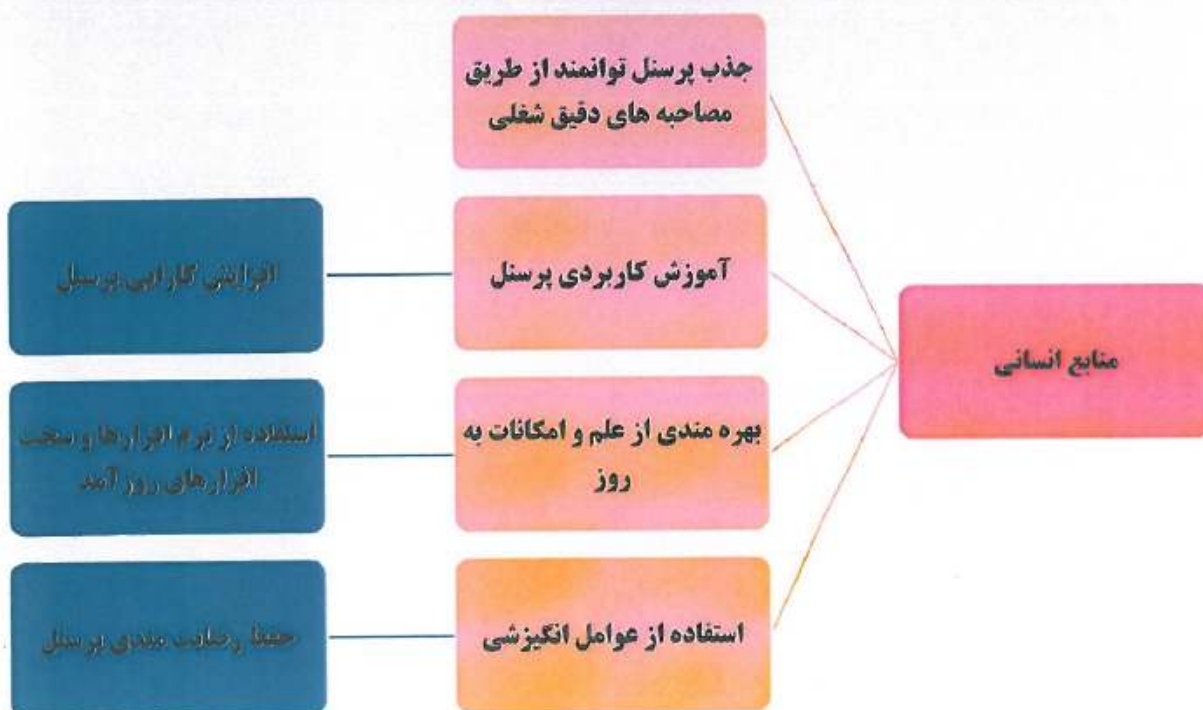 منابع انسانی
جذب پرسنل توانمند از طریق
مصاحبه های دقیق شغلی
آموزش کاربردی پرسنل
افزایش کارایی پرسنل
بهره مندی از علم و امکانات به
روز
استفاده از نرم افزارها و سخت
افزارهای روز آمد
استفاده از عوامل انگیزشی
حفظ رضایت مندی پرسنل